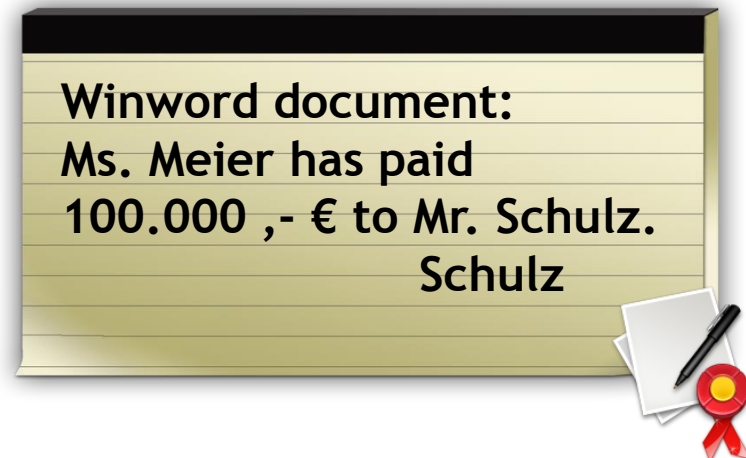 Winword document:
Ms. Meier has paid
100.000 ,- € to Mr. Schulz.
Schulz